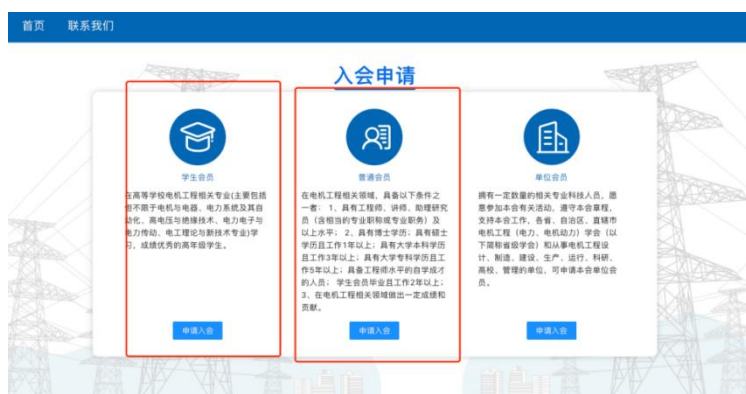 首页 联系我们
入会申请
学生会员
在高等学校电机工程相关专业(主要包括
但不限于电机与电器、电力系统及其自
动化、高电压与绝缘技术、电力电子与
电力传动、电工理论与新技术专业)学
习，成绩优秀的高年级学生。
申请入会
普通会员
在电机工程相关领域，具备以下条件之
一者： 1、具有工程师、讲师、助理研究
员（含相当的专业职称或专业职务）及
以上水平； 2、具有博士学历；具有硕士
学历且工作1年以上；具有大学本科学历
且工作3年以上；具有大学专科学历且工
作5年以上；具备工程师水平的自学成才
的人员； 学生会员毕业且工作2年以上；
3、在电机工程相关领域做出一定成绩和
贡献。
申请入会
单位会员
拥有一定数量的相关专业科技人员，愿
意参加本会有关活动，遵守本会章程，
支持本会工作，各省、自治区、直辖市
电机工程（电力、电机动力）学会（以
下简称省级学会）和从事电机工程设
计、制造、建设、生产、运行、科研、
高校、管理的单位，可申请本会单位会
员。
申请入会